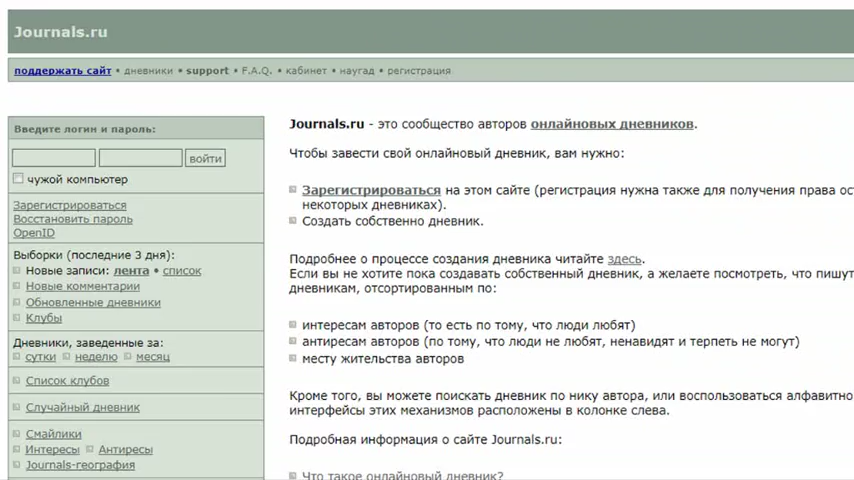 Journals.ru
поддержать сайт • дневники • support • F.A.Q. • кабинет • наугад • регистрация
Введите логин и пароль:
войти
чужой компьютер
Зарегистрироваться
Восстановить пароль
OpenID
Выборки (последние 3 дня):
Новые записи: лента • список
Новые комментарии
Обновленные дневники
Клубы
Дневники, заведенные за:
сутки неделю месяц
Список клубов
Случайный дневник
Смайлики
Интересы Антиресы
Journals-география
Journals.ru - это сообщество авторов онлайновых дневников.
Чтобы завести свой онлайновый дневник, вам нужно:
Зарегистрироваться на этом сайте (регистрация нужна также для получения права ос
некоторых дневниках).
Создать собственно дневник.
Подробнее о процессе создания дневника читайте здесь.
Если вы не хотите пока создавать собственный дневник, а желаете посмотреть, что пишут
дневникам, отсортированным по:
интересам авторов (то есть по тому, что люди любят)
антиресам авторов (по тому, что люди не любят, ненавидят и терпеть не могут)
месту жительства авторов
Кроме того, вы можете поискать дневник по нику автора, или воспользоваться алфавитно
интерфейсы этих механизмов расположены в колонке слева.
Подробная информация о сайте Journals.ru:
Что такое онлайновый дневник?